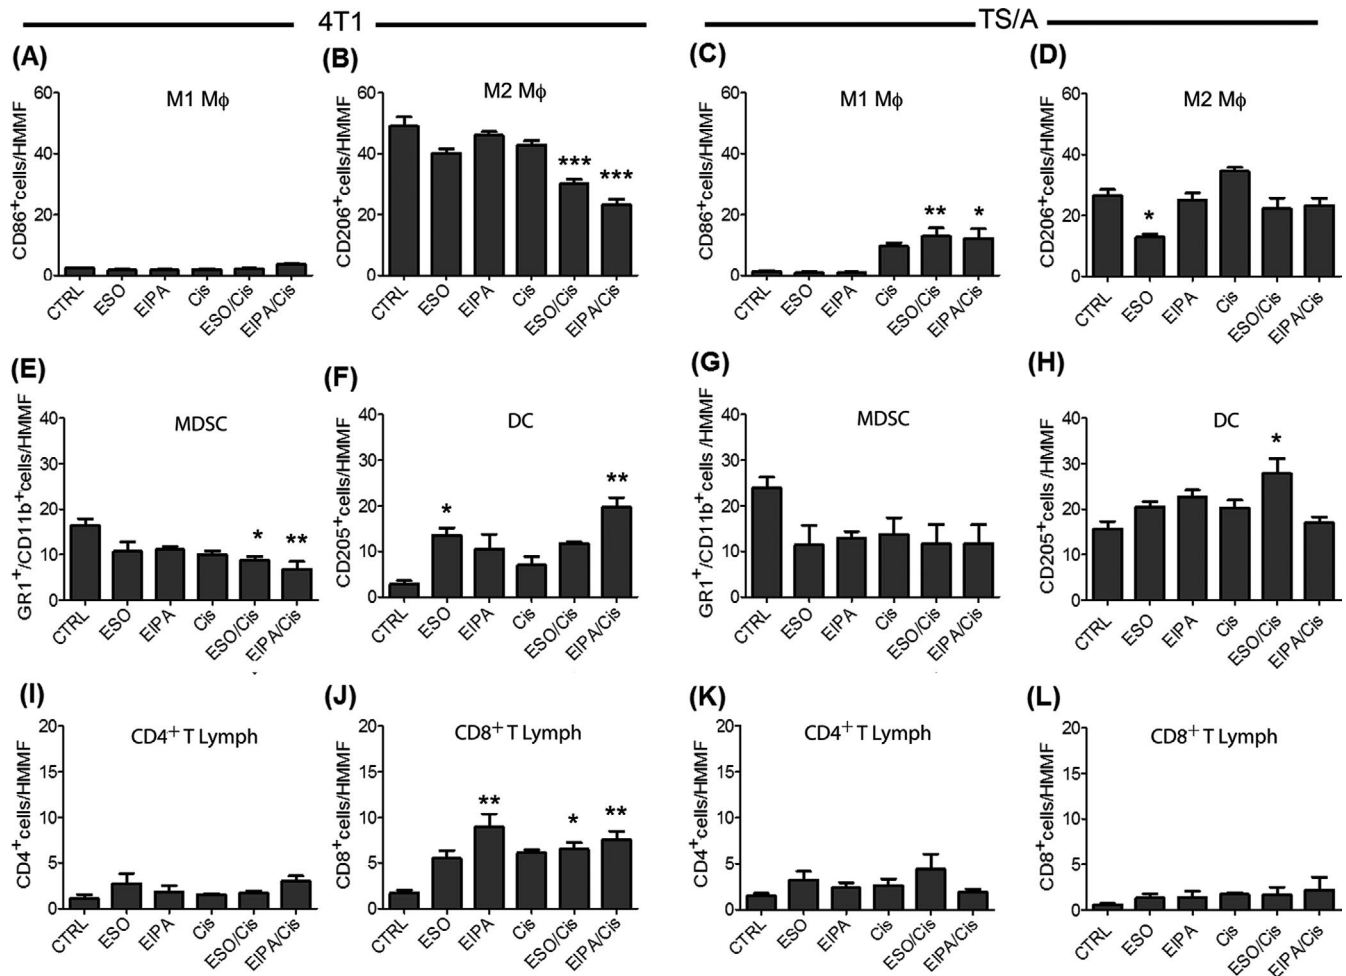 4T1
TS/A
(A)
M1 Mϕ
CD86⁺cells/HMMF
60
40
20
0
CTRL
ESO
EIPA
Cis
ESO/Cis
EIPA/Cis
(B)
M2 Mϕ
CD206⁺cells/HMMF
60
40
20
0
***
***
CTRL
ESO
EIPA
Cis
ESO/Cis
EIPA/Cis
(C)
M1 Mϕ
CD86⁺cells/HMMF
60
40
20
0
**
*
CTRL
ESO
EIPA
Cis
ESO/Cis
EIPA/Cis
(D)
M2 Mϕ
CD206⁺cells/HMMF
60
40
20
0
*
CTRL
ESO
EIPA
Cis
ESO/Cis
EIPA/Cis
(E)
MDSC
GR1⁺/CD11b⁺cells/HMMF
40
30
20
10
0
*
**
CTRL
ESO
EIPA
Cis
ESO/Cis
EIPA/Cis
(F)
DC
CD205⁺cells/HMMF
40
30
20
10
0
*
**
CTRL
ESO
EIPA
Cis
ESO/Cis
EIPA/Cis
(G)
MDSC
GR1⁺/CD11b⁺cells /HMMF
40
30
20
10
0
CTRL
ESO
EIPA
Cis
ESO/Cis
EIPA/Cis
(H)
DC
CD205⁺cells /HMMF
40
30
20
10
0
*
CTRL
ESO
EIPA
Cis
ESO/Cis
EIPA/Cis
(I)
CD4⁺ T Lymph
CD4⁺cells/HMMF
20
15
10
5
0
CTRL
ESO
EIPA
Cis
ESO/Cis
EIPA/Cis
(J)
CD8⁺ T Lymph
CD8⁺cells/HMMF
20
15
10
5
0
**
*
**
CTRL
ESO
EIPA
Cis
ESO/Cis
EIPA/Cis
(K)
CD4⁺ T Lymph
CD4⁺cells/HMMF
20
15
10
5
0
CTRL
ESO
EIPA
Cis
ESO/Cis
EIPA/Cis
(L)
CD8⁺ T Lymph
CD8⁺cells/HMMF
20
15
10
5
0
CTRL
ESO
EIPA
Cis
ESO/Cis
EIPA/Cis